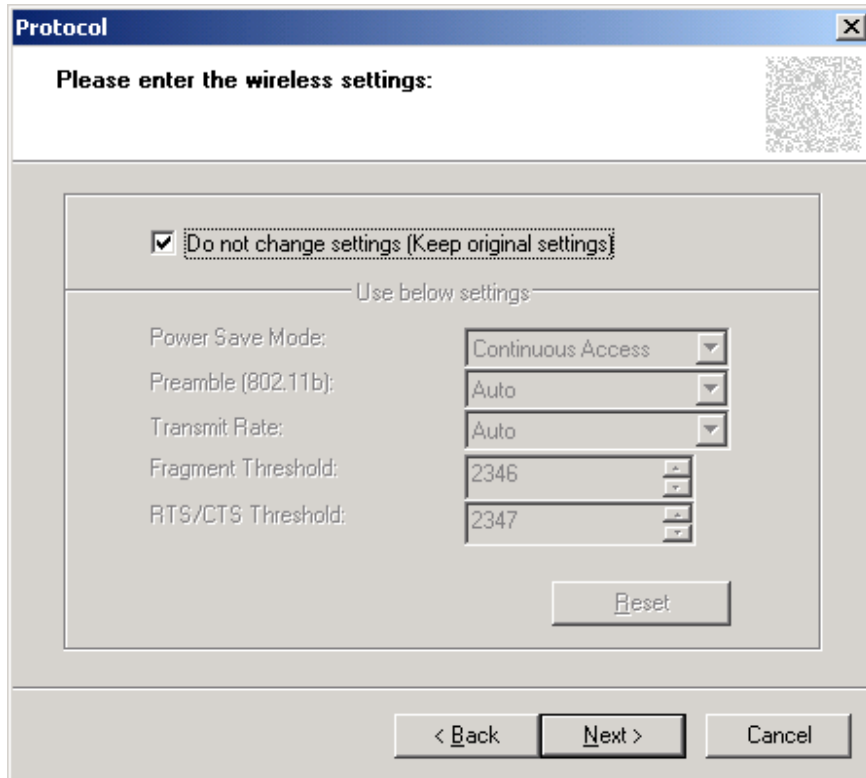 Protocol
Please enter the wireless settings:
Do not change settings (Keep original settings)
Use below settings
Power Save Mode: Continuous Access
Preamble (802.11b): Auto
Transmit Rate: Auto
Fragment Threshold: 2346
RTS/CTS Threshold: 2347
Reset
< Back Next > Cancel